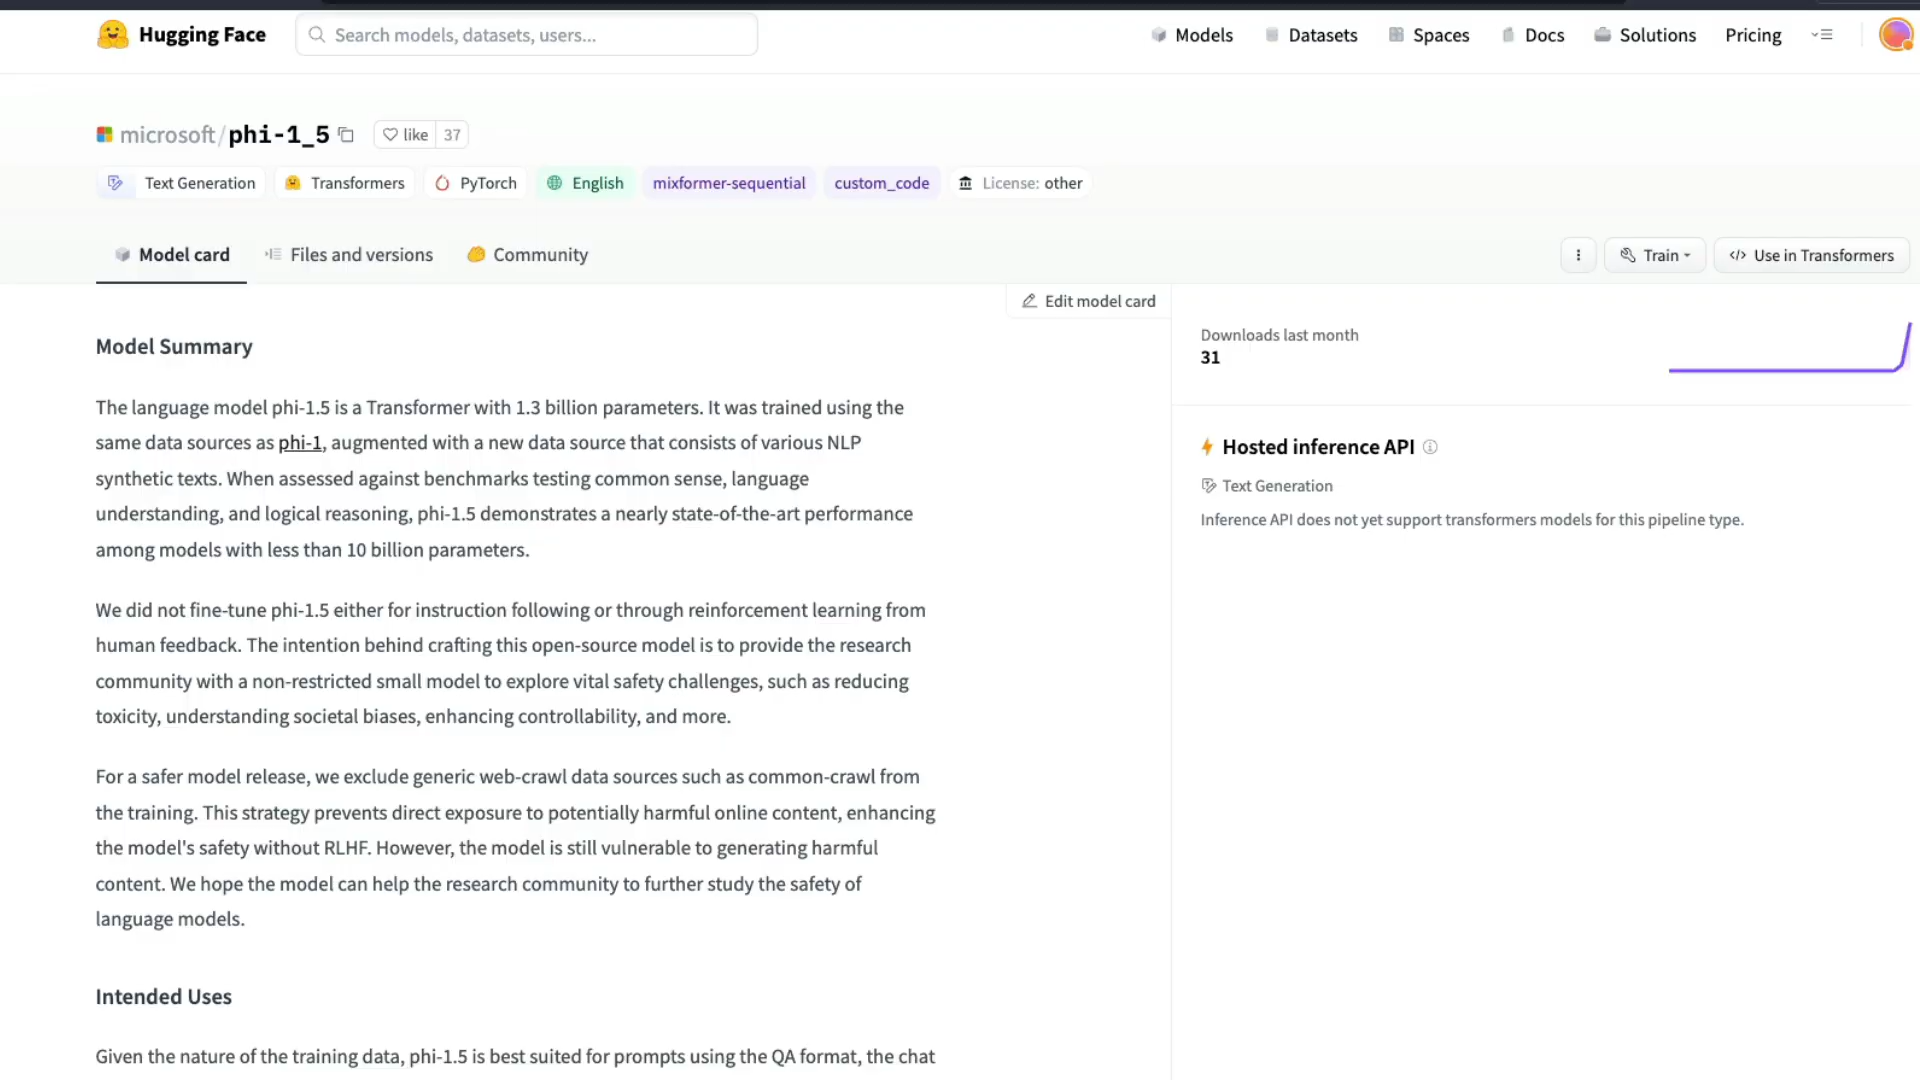 Hugging Face
Search models, datasets, users...
Models
Datasets
Spaces
Docs
Solutions
Pricing
microsoft/phi-1_5
like 37
Text Generation
Transformers
PyTorch
English
mixformer-sequential
custom_code
License: other
Model card
Files and versions
Community
Train
</> Use in Transformers
Edit model card
Model Summary
The language model phi-1.5 is a Transformer with 1.3 billion parameters. It was trained using the
same data sources as phi-1, augmented with a new data source that consists of various NLP
synthetic texts. When assessed against benchmarks testing common sense, language
understanding, and logical reasoning, phi-1.5 demonstrates a nearly state-of-the-art performance
among models with less than 10 billion parameters.
We did not fine-tune phi-1.5 either for instruction following or through reinforcement learning from
human feedback. The intention behind crafting this open-source model is to provide the research
community with a non-restricted small model to explore vital safety challenges, such as reducing
toxicity, understanding societal biases, enhancing controllability, and more.
For a safer model release, we exclude generic web-crawl data sources such as common-crawl from
the training. This strategy prevents direct exposure to potentially harmful online content, enhancing
the model's safety without RLHF. However, the model is still vulnerable to generating harmful
content. We hope the model can help the research community to further study the safety of
language models.
Intended Uses
Given the nature of the training data, phi-1.5 is best suited for prompts using the QA format, the chat
Downloads last month
31
Hosted inference API
Text Generation
Inference API does not yet support transformers models for this pipeline type.